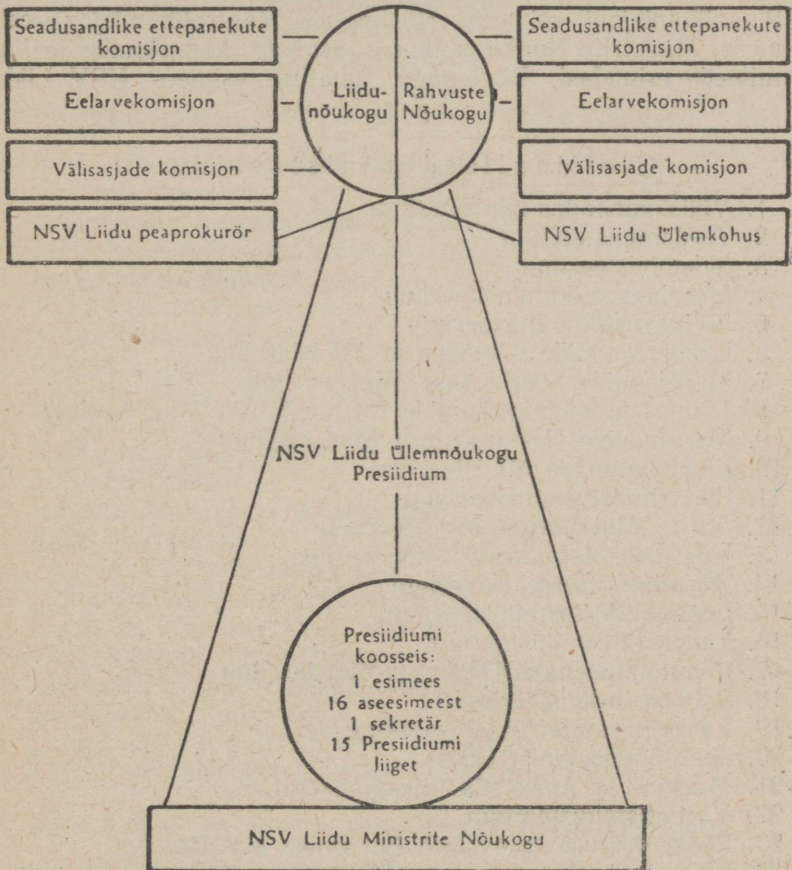 Seadusandlike ettepanekute
komisjon
Eelarvekomisjon
Välisasjade komisjon
NSV Liidu peaprokurör
Liidu-
nõukogu
Rahvuste
Nõukogu
Seadusandlike ettepanekute
komisjon
Eelarvekomisjon
Välisasjade komisjon
NSV Liidu Ülemkohus
NSV Liidu Ülemnõukogu
Presiidium
Presiidiumi
koosseis:
1 esimees
16 aseesimeest
1 sekretär
15 Presiidiumi
liiget
NSV Liidu Ministrite Nõukogu